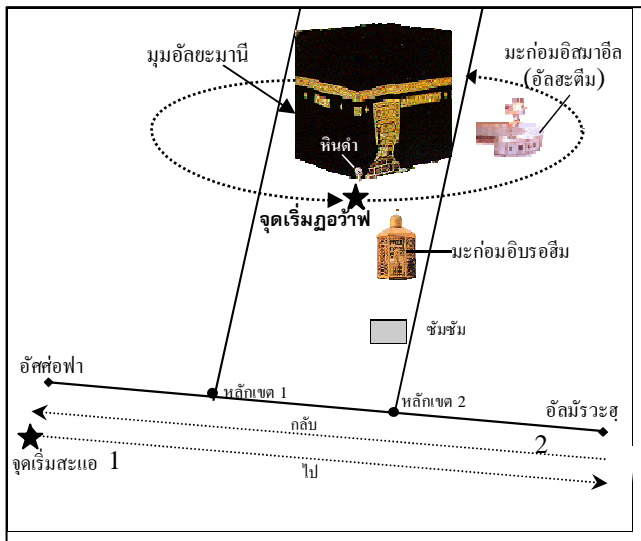 มุมอัลยะมานี
มะก่อมอิสมาอีล
(อัลฮะตีม)
หินดำ
จุดเริ่มฏอว้าฟ
มะก่อมอิบรอฮีม
ซัมซัม
อัศศ่อฟา
หลักเขต 1
หลักเขต 2
อัลมัรวะฮฺ
กลับ
2
จุดเริ่มสะแอ 1
ไป